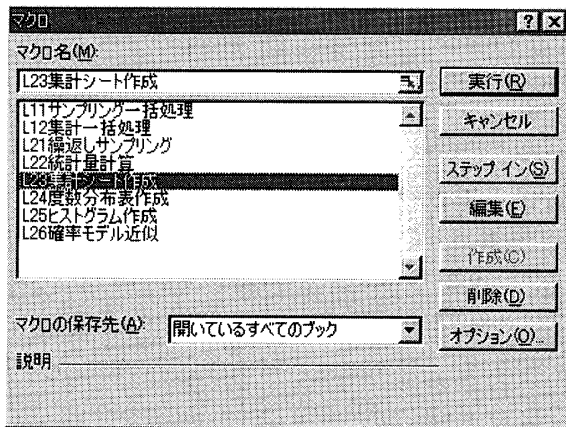 マクロ
マクロ名(M):
L23集計シート作成
L11サンプリング一括処理
L12集計一括処理
L21繰返しサンプリング
L22統計量計算
L23集計シート作成
L24度数分布表作成
L25ヒストグラム作成
L26確率モデル近似
マクロの保存先(A):
開いているすべてのブック
説明
実行(R)
キャンセル
ステップ イン(S)
編集(E)
作成(C)
削除(D)
オプション(O)...